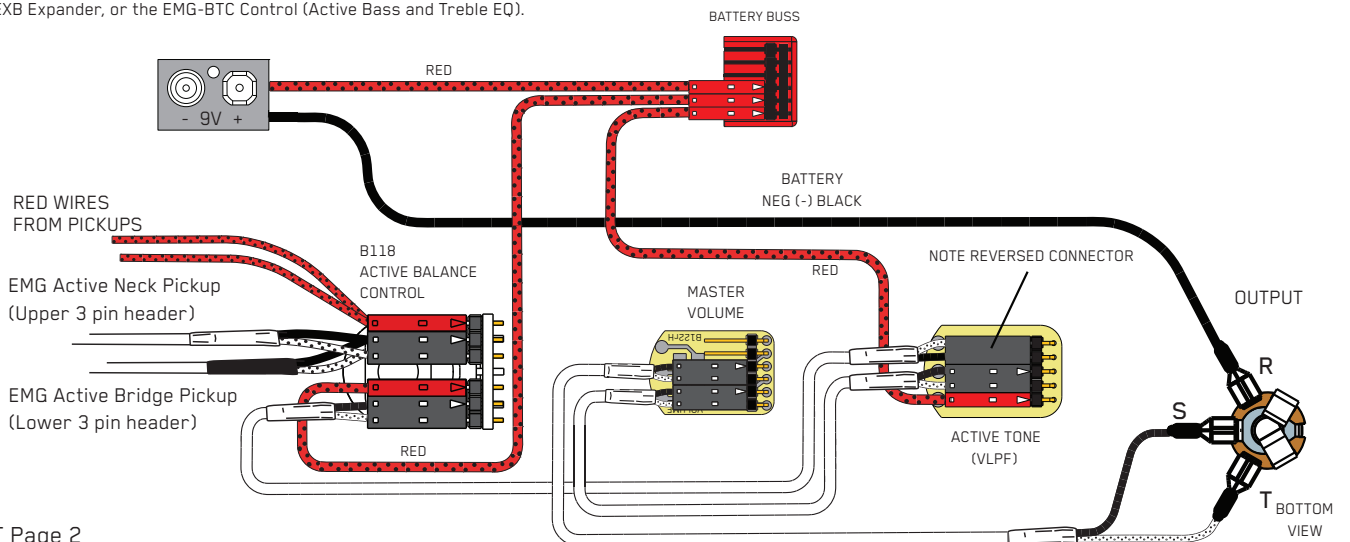 EXB Expander, or the EMG-BTC Control (Active Bass and Treble EQ).
BATTERY BUSS
RED
- 9V +
BATTERY
NEG (-) BLACK
RED WIRES
FROM PICKUPS
B118
ACTIVE BALANCE
CONTROL
EMG Active Neck Pickup
(Upper 3 pin header)
EMG Active Bridge Pickup
(Lower 3 pin header)
RED
RED
MASTER
VOLUME
B122-H
VOLUME
NOTE REVERSED CONNECTOR
ACTIVE TONE
(VLPF)
OUTPUT
R
S
T
BOTTOM
VIEW
T Page 2